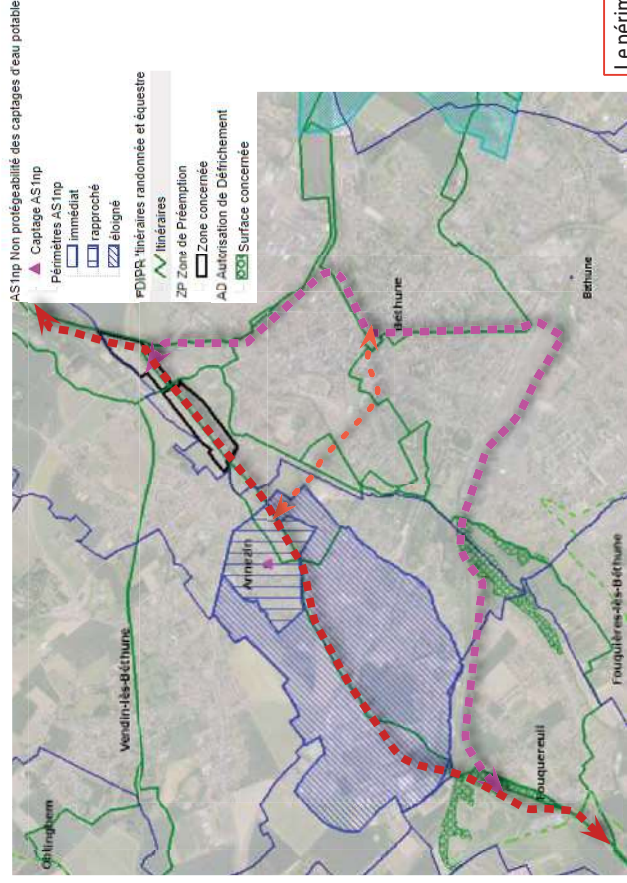 AS1np Non protégeabilité des captages d'eau potable
Captage AS1np
Périmètres AS1np
immédiat
rapproché
éloigné
PDIPR Itinéraires randonnée et équestre
Itinéraires
ZP Zone de Préemption
Zone concernée
AD Autorisation de Défrichement
Surface concernée
Oblinghem
Vendin-lès-Béthune
Annezin
Béthune
Béthune
Fouquereuil
Fouquières-lès-Béthune
Le périm